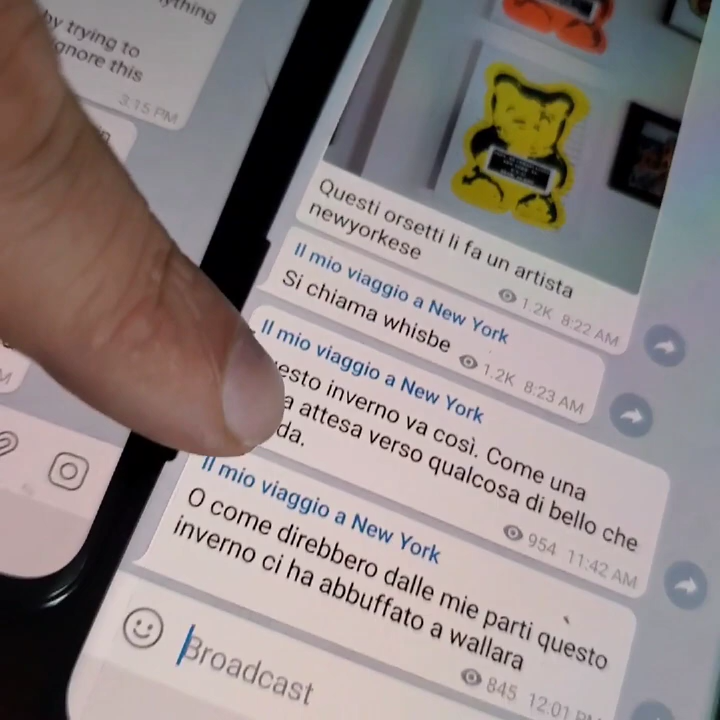 ything
by trying to
ignore this
3:15 PM
Questi orsetti li fa un artista
newyorkese
1.2K 8:22 AM
Il mio viaggio a New York
Si chiama whisbe
1.2K 8:23 AM
Il mio viaggio a New York
esto inverno va così. Come una
a attesa verso qualcosa di bello che
da.
954 11:42 AM
Il mio viaggio a New York
O come direbbero dalle mie parti questo
inverno ci ha abbuffato a wallara
845 12:01 PM
Broadcast